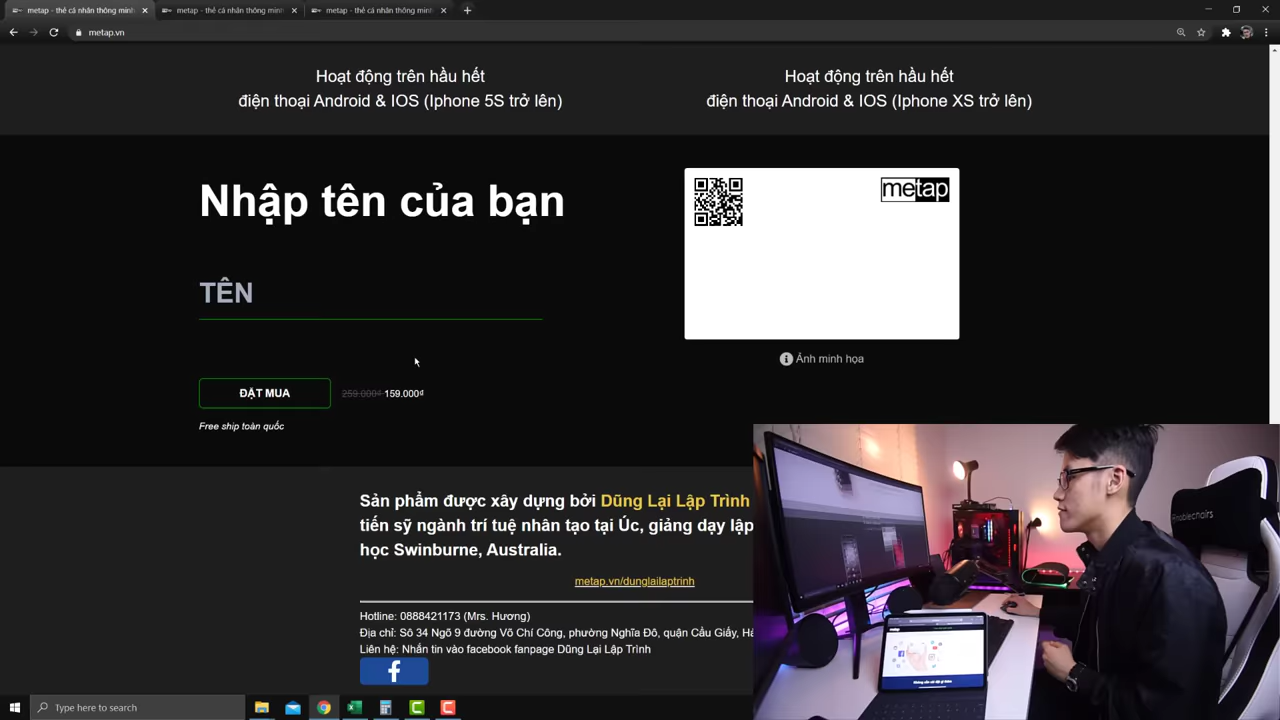 metap - thẻ cá nhân thông minh
metap - thẻ cá nhân thông minh
metap - thẻ cá nhân thông minh
metap.vn
Hoạt động trên hầu hết
điện thoại Android & IOS (Iphone 5S trở lên)
Hoạt động trên hầu hết
điện thoại Android & IOS (Iphone XS trở lên)
Nhập tên của bạn
metap
TÊN
Ảnh minh họa
ĐẶT MUA 259.000₫ 159.000₫
Free ship toàn quốc
Sản phẩm được xây dựng bởi Dũng Lại Lập Trình
tiến sỹ ngành trí tuệ nhân tạo tại Úc, giảng dạy lập
học Swinburne, Australia.
metap.vn/dunglailaptrinh
Hotline: 0888421173 (Mrs. Hương)
Địa chỉ: Số 34 Ngõ 9 đường Võ Chí Công, phường Nghĩa Đô, quận Cầu Giấy, Hà
Liên hệ: Nhắn tin vào facebook fanpage Dũng Lại Lập Trình
noblechairs
metap
Type here to search